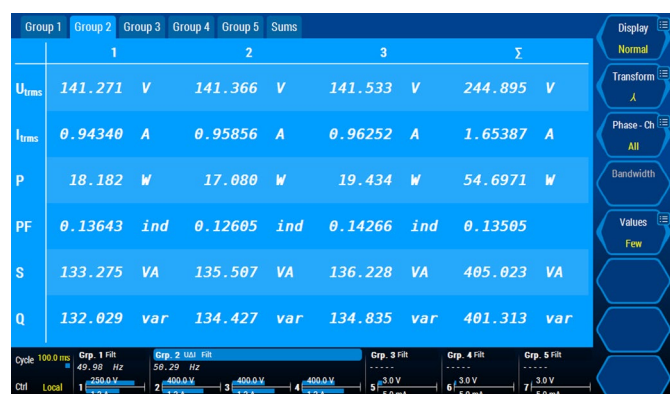 Group 1 Group 2 Group 3 Group 4 Group 5 Sums
1 2 3 Σ
Utrms 141.271 V 141.366 V 141.533 V 244.895 V
Itrms 0.94340 A 0.95856 A 0.96252 A 1.65387 A
P 18.182 W 17.080 W 19.434 W 54.6971 W
PF 0.13643 ind 0.12605 ind 0.14266 ind 0.13505
S 133.275 VA 135.507 VA 136.228 VA 405.023 VA
Q 132.029 var 134.427 var 134.835 var 401.313 var
Display
Normal
Transform
Phase - Ch
All
Bandwidth
Values
Few
Cycle 100.0 ms Grp. 1 Filt Grp. 2 UΔI Filt Grp. 3 Filt Grp. 4 Filt Grp. 5 Filt
49.98 Hz 50.29 Hz ----- ----- -----
Ctrl Local 1 250.0 V 2 400.0 V 3 400.0 V 4 400.0 V 5 3.0 V 6 3.0 V 7 3.0 V